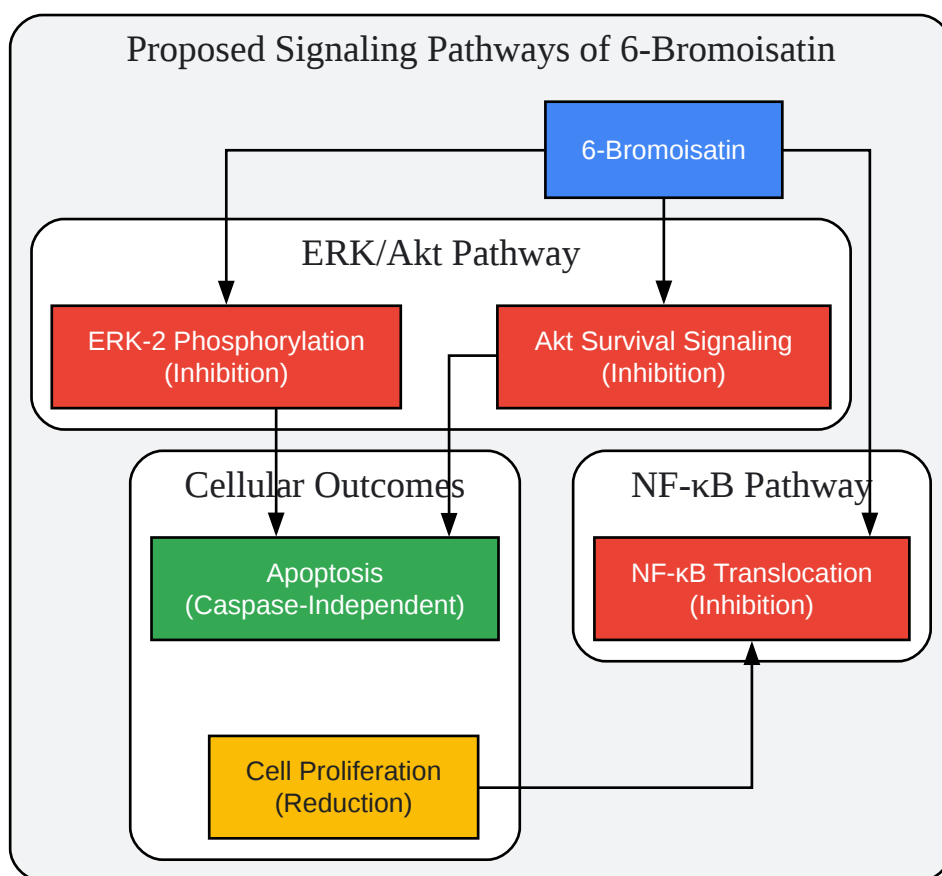 Proposed Signaling Pathways of 6-Bromoisatin
6-Bromoisatin
ERK/Akt Pathway
ERK-2 Phosphorylation
(Inhibition)
Akt Survival Signaling
(Inhibition)
Cellular Outcomes
NF-κB Pathway
Apoptosis
(Caspase-Independent)
NF-κB Translocation
(Inhibition)
Cell Proliferation
(Reduction)